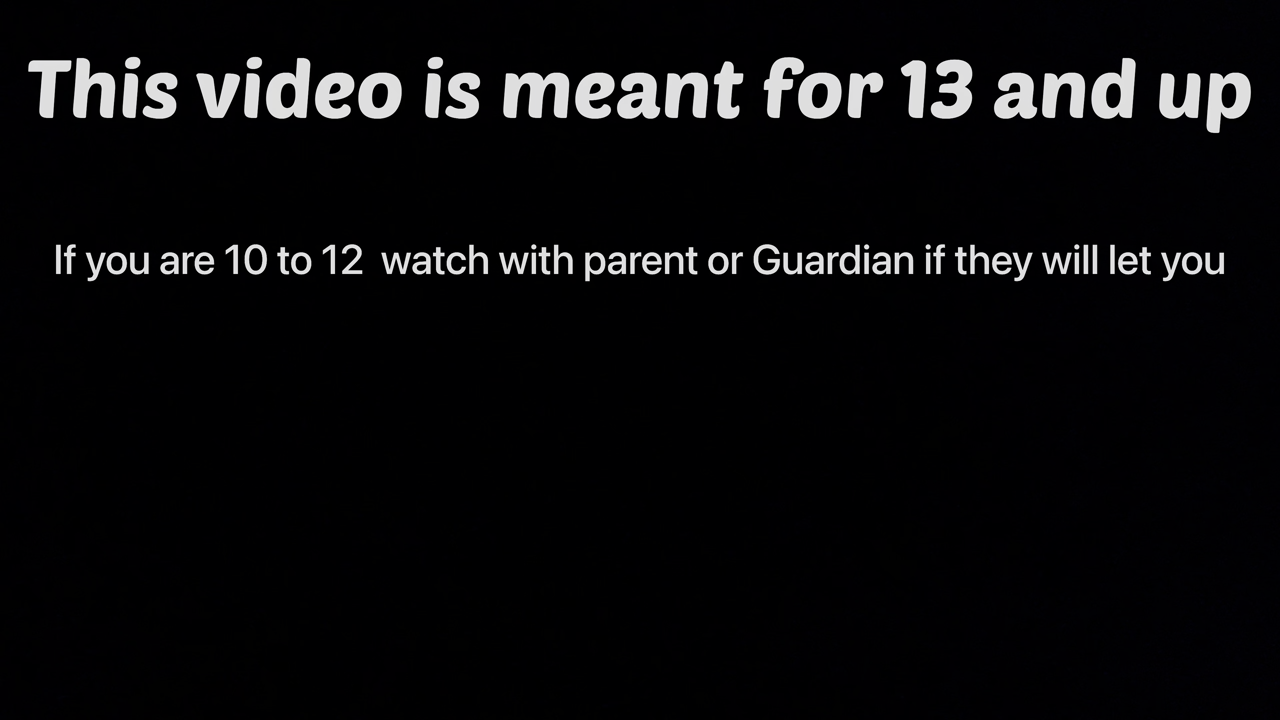 This video is meant for 13 and up
If you are 10 to 12  watch with parent or Guardian if they will let you